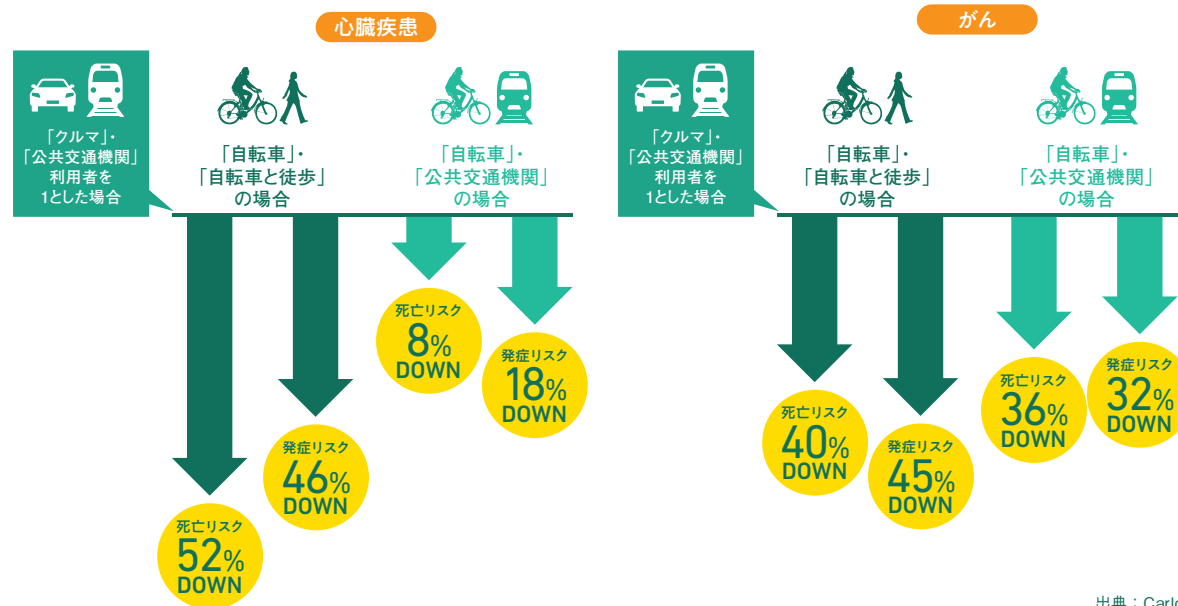 心臓疾患
「クルマ」・
「公共交通機関」
利用者を
1とした場合
「自転車」・
「自転車と徒歩」
の場合
「自転車」・
「公共交通機関」
の場合
死亡リスク
52%
DOWN
発症リスク
46%
DOWN
死亡リスク
8%
DOWN
発症リスク
18%
DOWN
がん
「クルマ」・
「公共交通機関」
利用者を
1とした場合
「自転車」・
「自転車と徒歩」
の場合
「自転車」・
「公共交通機関」
の場合
死亡リスク
40%
DOWN
発症リスク
45%
DOWN
死亡リスク
36%
DOWN
発症リスク
32%
DOWN
出典：Carlo